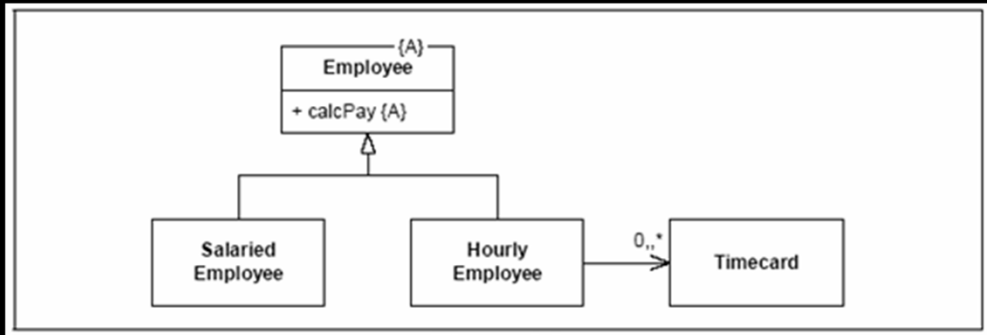 {A}
Employee
+ calcPay {A}
Salaried
Employee
Hourly
Employee
0,,*
Timecard